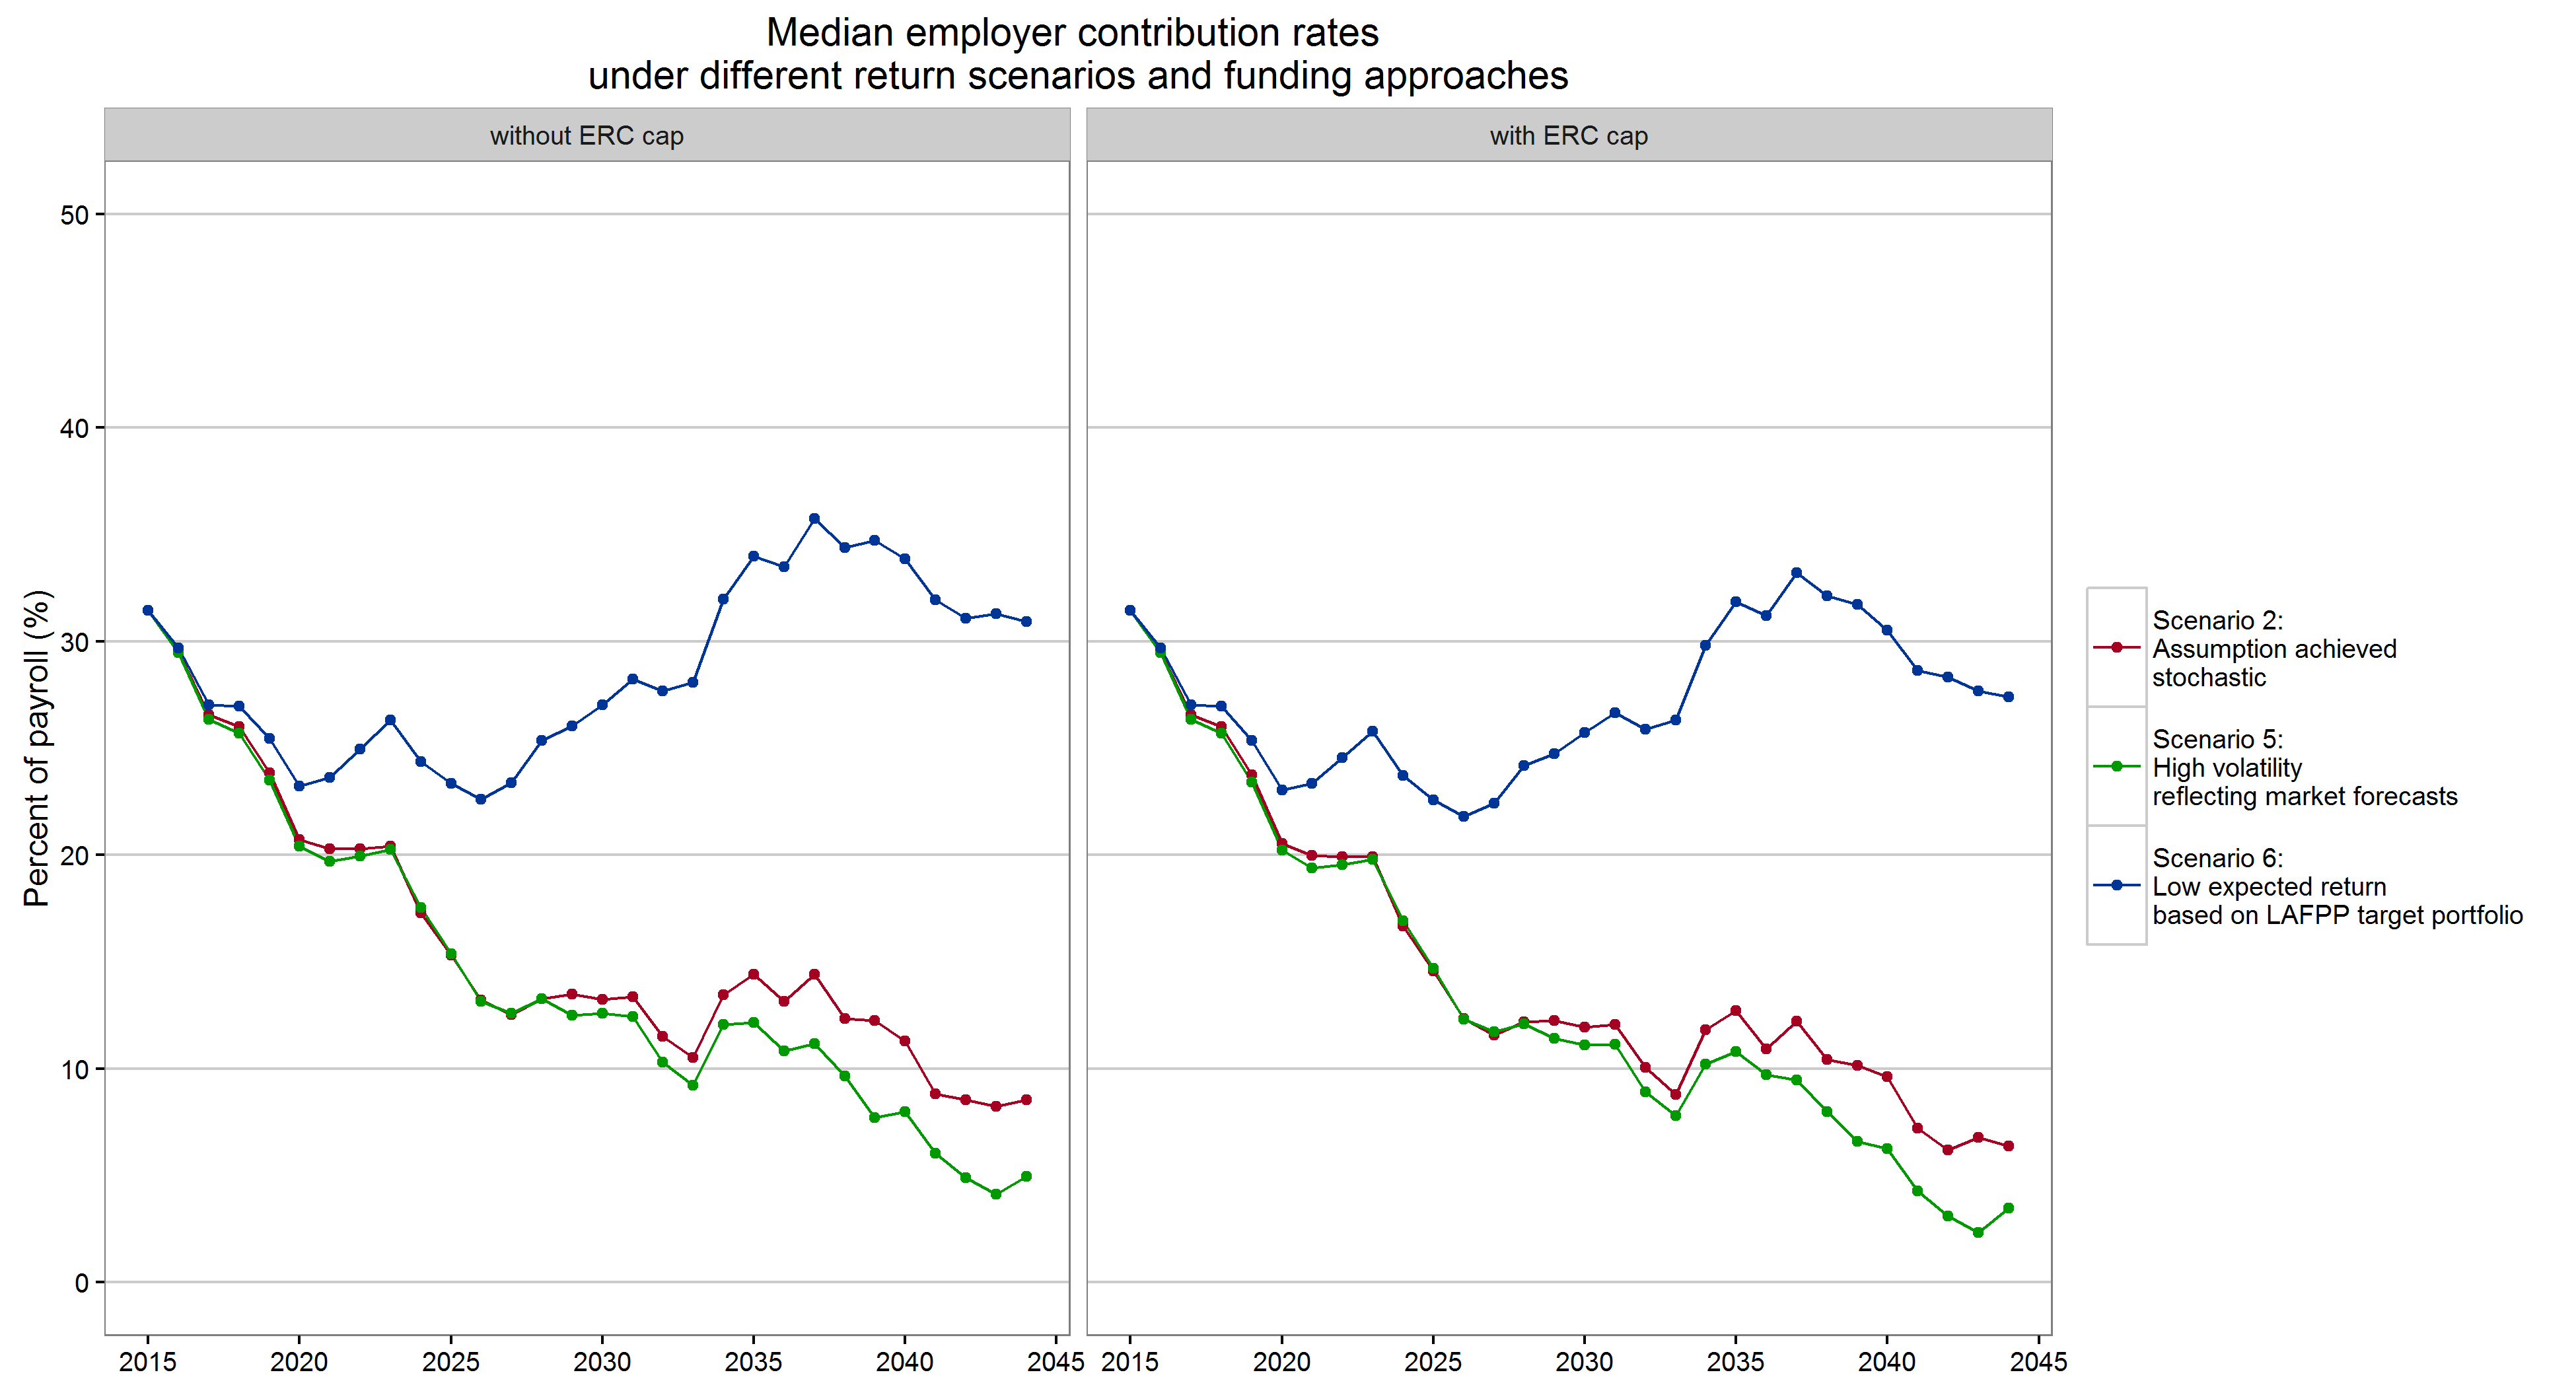 Median employer contribution rates
under different return scenarios and funding approaches
without ERC cap
with ERC cap
Percent of payroll (%)
50
40
30
20
10
0
2015 2020 2025 2030 2035 2040 2045
2015 2020 2025 2030 2035 2040 2045
Scenario 2:
Assumption achieved
stochastic
Scenario 5:
High volatility
reflecting market forecasts
Scenario 6:
Low expected return
based on LAFPP target portfolio